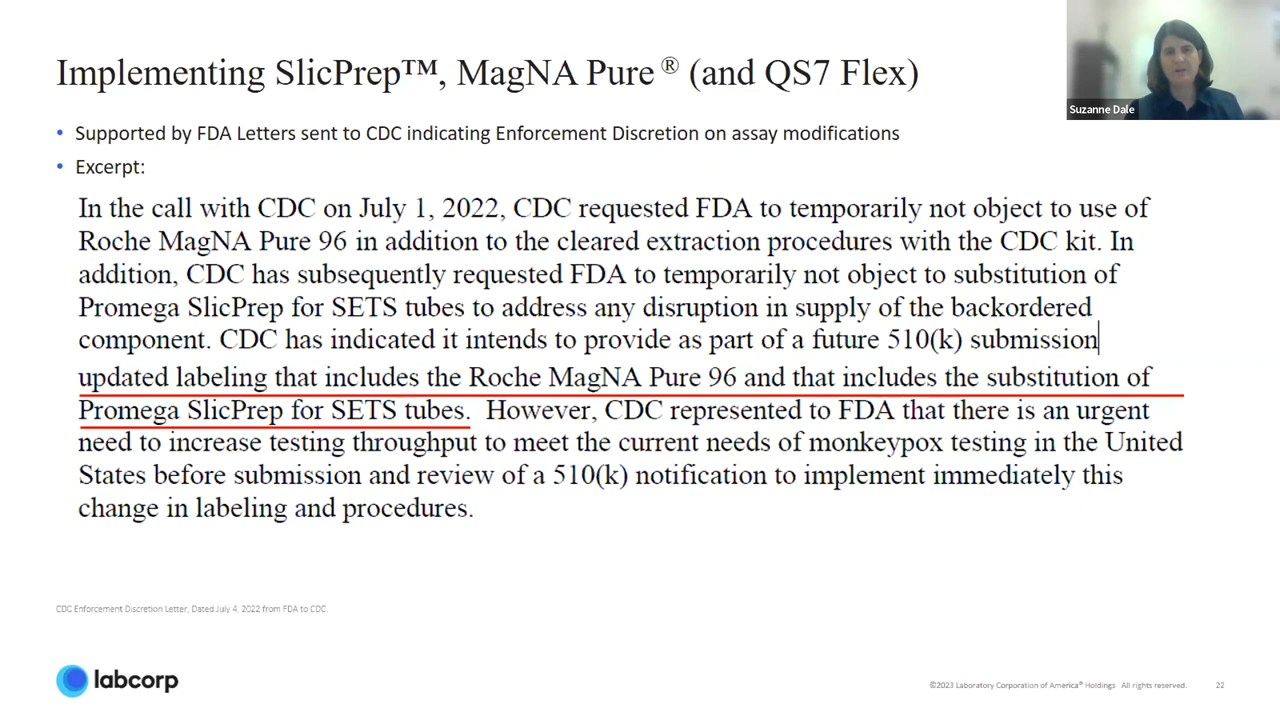 Implementing SlicPrep™, MagNA Pure ® (and QS7 Flex)
Suzanne Dale
• Supported by FDA Letters sent to CDC indicating Enforcement Discretion on assay modifications
• Excerpt:
In the call with CDC on July 1, 2022, CDC requested FDA to temporarily not object to use of
Roche MagNA Pure 96 in addition to the cleared extraction procedures with the CDC kit. In
addition, CDC has subsequently requested FDA to temporarily not object to substitution of
Promega SlicPrep for SETS tubes to address any disruption in supply of the backordered
component. CDC has indicated it intends to provide as part of a future 510(k) submission
updated labeling that includes the Roche MagNA Pure 96 and that includes the substitution of
Promega SlicPrep for SETS tubes. However, CDC represented to FDA that there is an urgent
need to increase testing throughput to meet the current needs of monkeypox testing in the United
States before submission and review of a 510(k) notification to implement immediately this
change in labeling and procedures.
CDC Enforcement Discretion Letter, Dated July 4, 2022 from FDA to CDC.
labcorp
©2023 Laboratory Corporation of America® Holdings All rights reserved.
22